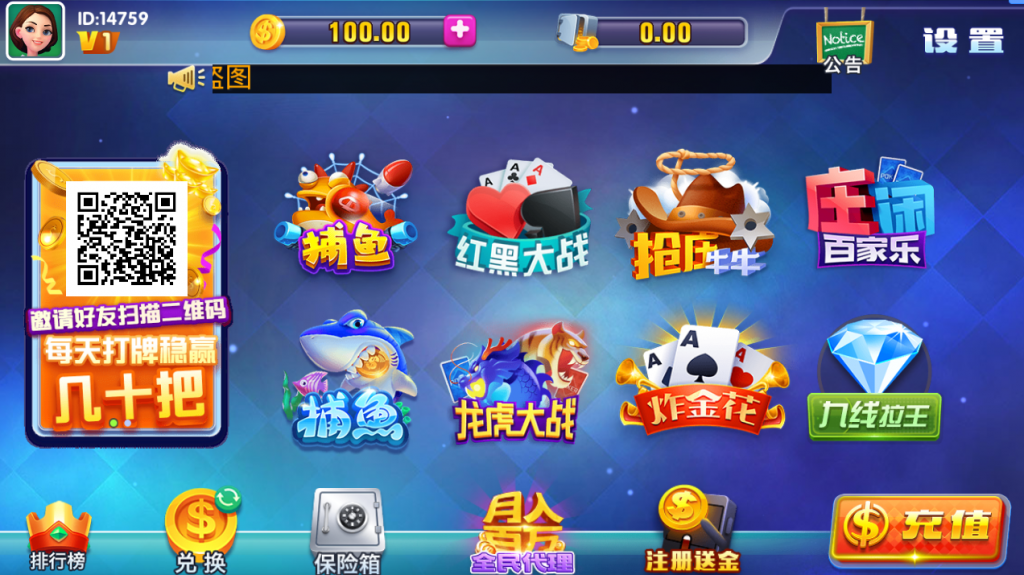 ID:14759
V1
100.00
0.00
Notice
公告
设置
盗图
邀请好友扫描二维码
每天打牌稳赢
几十把
捕鱼
红黑大战
抢庄牛牛
庄闲
百家乐
捕魚
龙虎大战
炸金花
九线拉王
排行榜
兑换
保险箱
月入
百万
全民代理
注册送金
充值